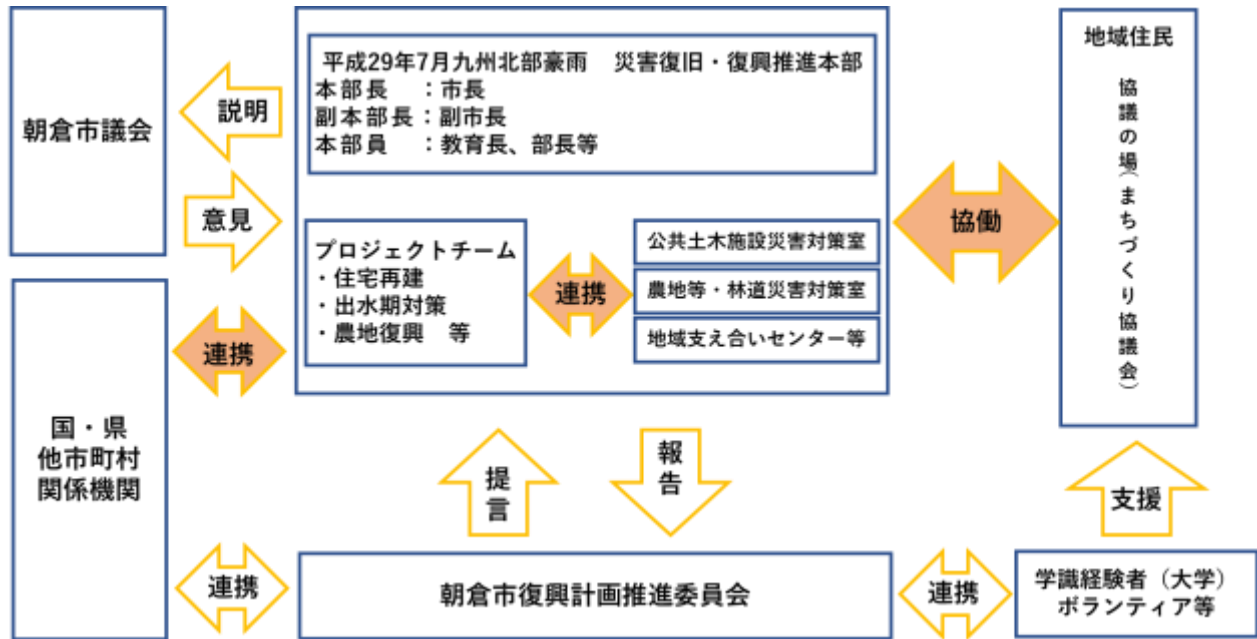 朝倉市議会
説明
意見
平成29年7月九州北部豪雨　災害復旧・復興推進本部
本部長　：市長
副本部長：副市長
本部員　：教育長、部長等
プロジェクトチーム
・住宅再建
・出水期対策
・農地復興　等
連携
公共土木施設災害対策室
農地等・林道災害対策室
地域支え合いセンター等
協働
地域住民
協議の場（まちづくり協議会）
連携
国・県
他市町村
関係機関
提言
報告
支援
連携
朝倉市復興計画推進委員会
連携
学識経験者（大学）
ボランティア等